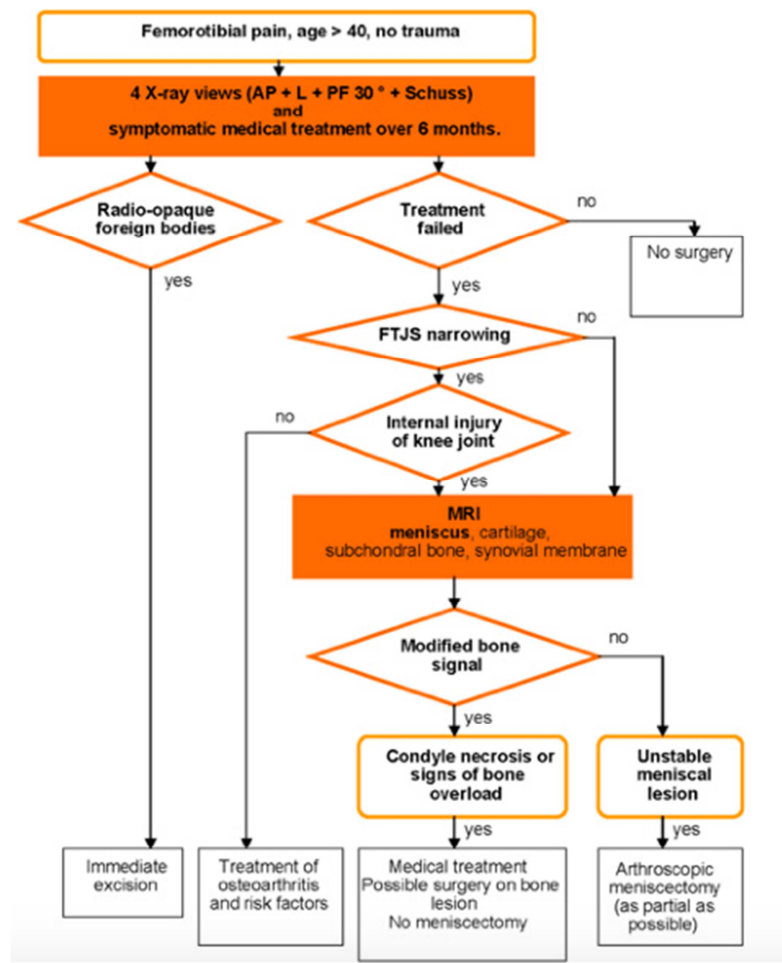 Femorotibial pain, age > 40, no trauma
4 X-ray views (AP + L + PF 30 ° + Schuss)
and
symptomatic medical treatment over 6 months.
Radio-opaque
foreign bodies
Treatment
failed
no
No surgery
yes
yes
FTJS narrowing
no
yes
no
Internal injury
of knee joint
yes
MRI
meniscus, cartilage,
subchondral bone, synovial membrane
Modified bone
signal
no
yes
Condyle necrosis or
signs of bone
overload
Unstable
meniscal
lesion
yes
yes
Immediate
excision
Treatment of
osteoarthritis
and risk factors
Medical treatment
Possible surgery on bone
lesion
No meniscectomy
Arthroscopic
meniscectomy
(as partial as
possible)